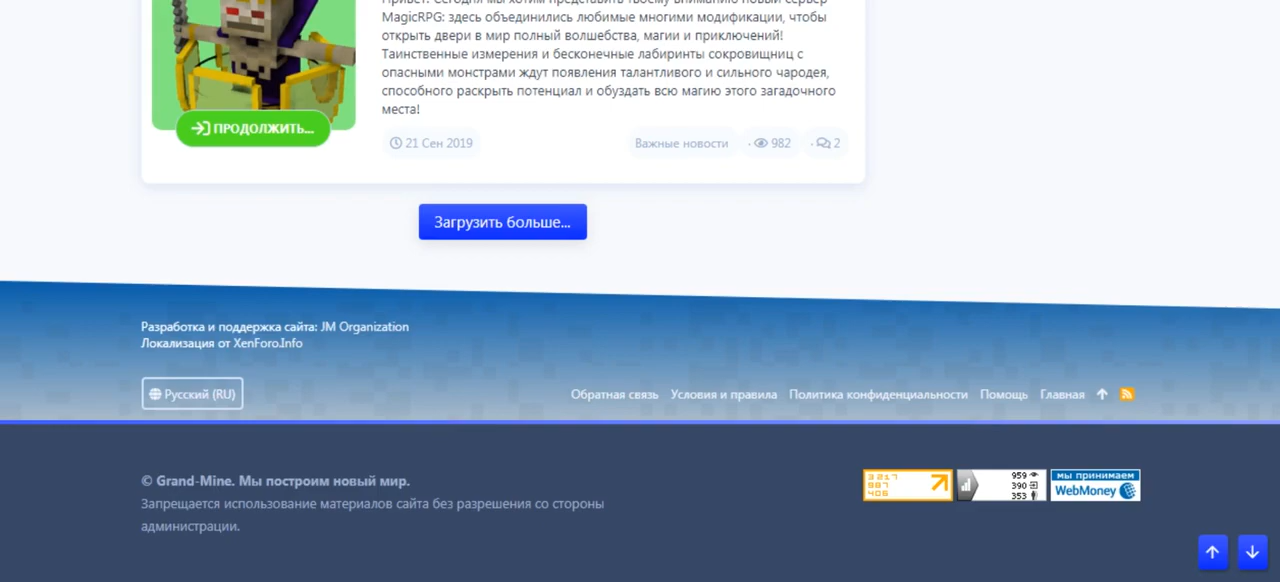 Привет! Сегодня мы хотим представить твоему вниманию новый сервер
MagicRPG: здесь объединились любимые многими модификации, чтобы
открыть двери в мир полный волшебства, магии и приключений!
Таинственные измерения и бесконечные лабиринты сокровищниц с
опасными монстрами ждут появления талантливого и сильного чародея,
способного раскрыть потенциал и обуздать всю магию этого загадочного
места!
ПРОДОЛЖИТЬ...
21 Сен 2019
Важные новости · 982 · 2
Загрузить больше...
Разработка и поддержка сайта: JM Organization
Локализация от XenForo.Info
Русский (RU)
Обратная связь Условия и правила Политика конфиденциальности Помощь Главная
© Grand-Mine. Мы построим новый мир.
Запрещается использование материалов сайта без разрешения со стороны
администрации.
3217
987
406
959
390
353
мы принимаем
WebMoney